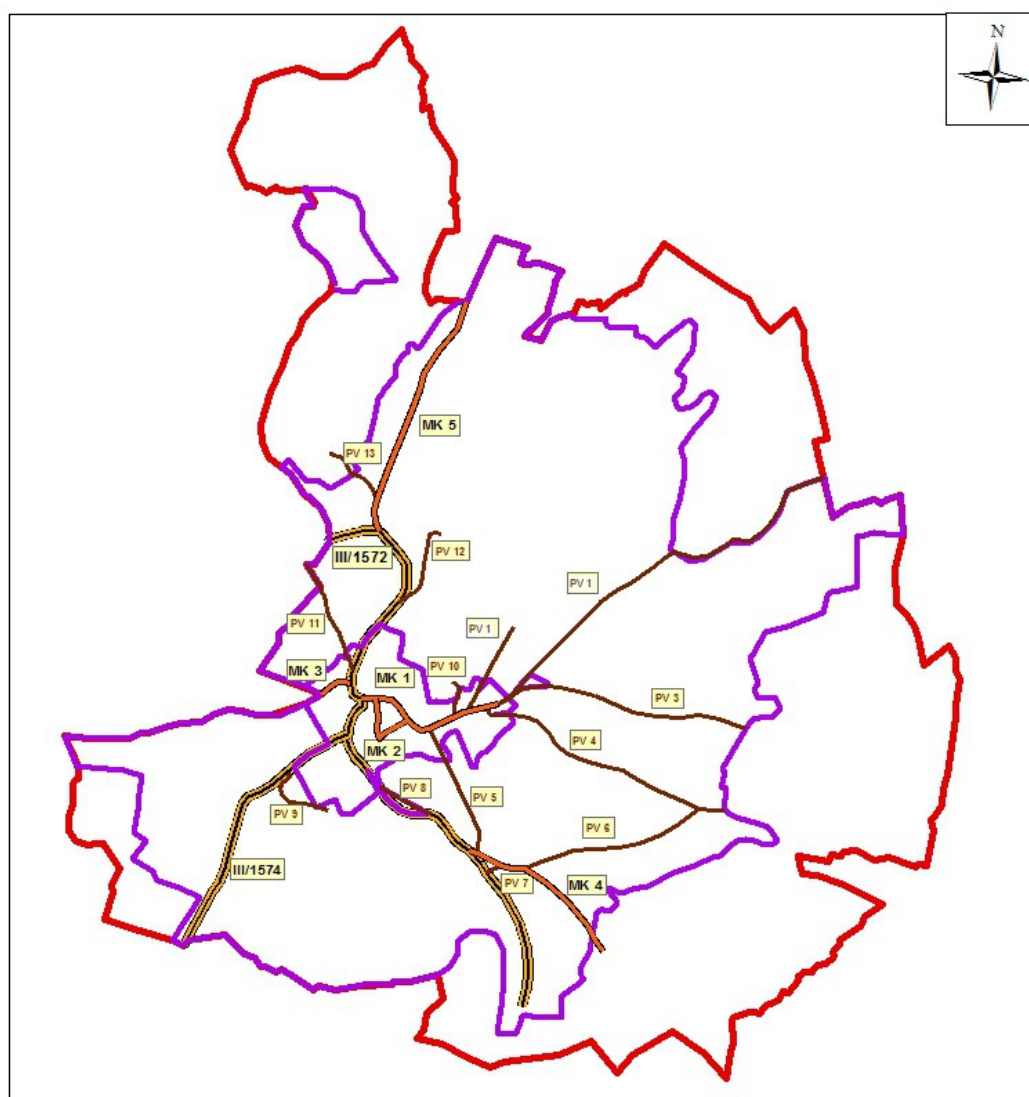 N
MK 5
PV 13
III/1572
PV 12
PV 1
PV 11
PV 1
MK 3
MK 1
PV 10
PV 3
PV 4
MK 2
PV 8
PV 5
PV 9
PV 6
III/1574
PV 7
MK 4